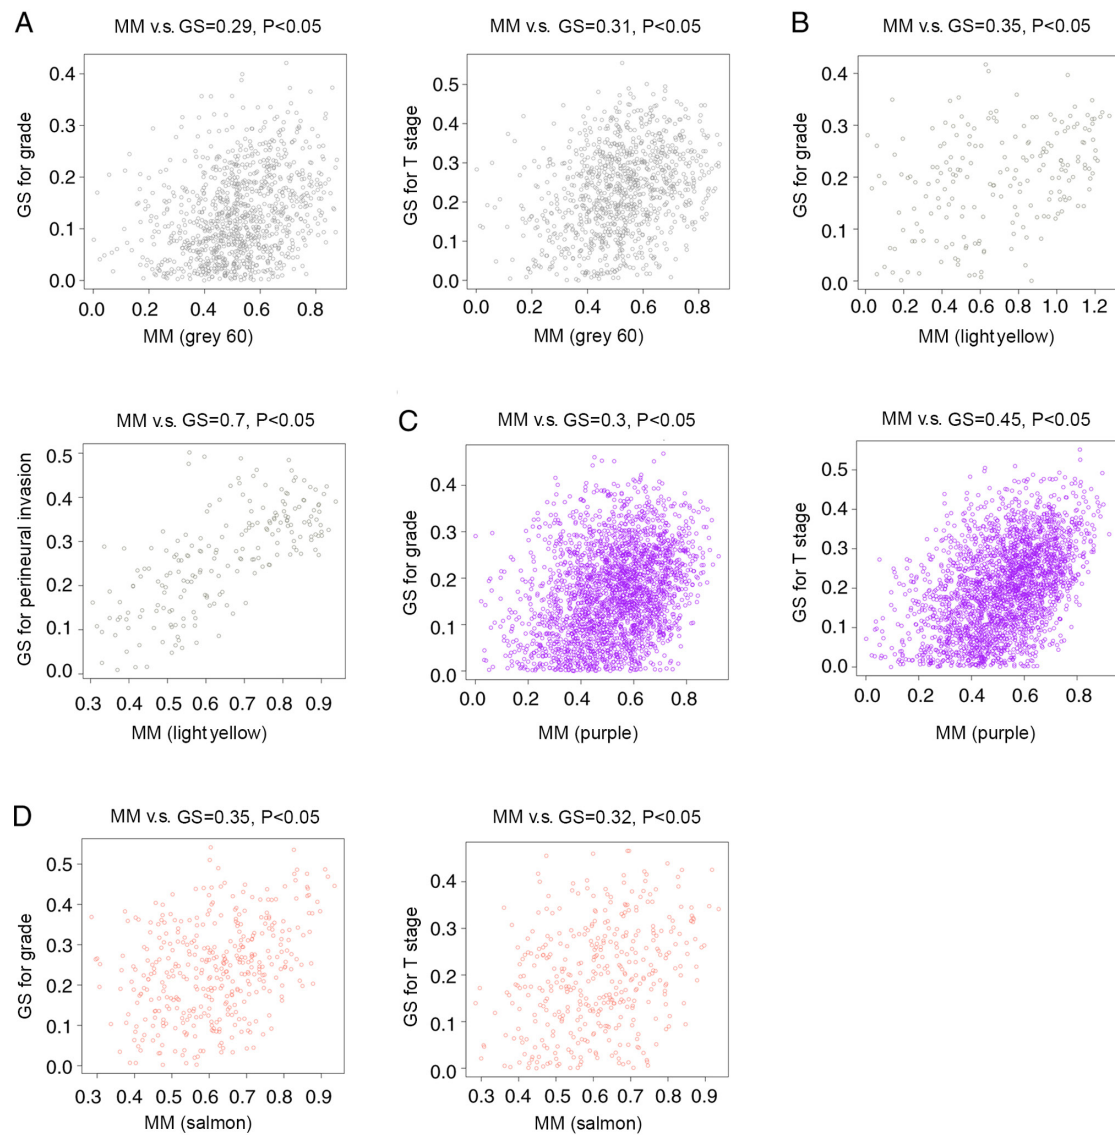 A
MM v.s. GS=0.29, P<0.05
GS for grade
0.4
0.3
0.2
0.1
0.0
0.0 0.2 0.4 0.6 0.8
MM (grey 60)
MM v.s. GS=0.31, P<0.05
GS for T stage
0.5
0.4
0.3
0.2
0.1
0.0
0.0 0.2 0.4 0.6 0.8
MM (grey 60)
B
MM v.s. GS=0.35, P<0.05
GS for grade
0.4
0.3
0.2
0.1
0.0
0.0 0.2 0.4 0.6 0.8 1.0 1.2
MM (lightyellow)
MM v.s. GS=0.7, P<0.05
GS for perineural invasion
0.5
0.4
0.3
0.2
0.1
0.0
0.3 0.4 0.5 0.6 0.7 0.8 0.9
MM (lightyellow)
C
MM v.s. GS=0.3, P<0.05
GS for grade
0.4
0.3
0.2
0.1
0.0
0.0 0.2 0.4 0.6 0.8
MM (purple)
MM v.s. GS=0.45, P<0.05
GS for T stage
0.5
0.4
0.3
0.2
0.1
0.0
0.0 0.2 0.4 0.6 0.8
MM (purple)
D
MM v.s. GS=0.35, P<0.05
GS for grade
0.5
0.4
0.3
0.2
0.1
0.0
0.3 0.4 0.5 0.6 0.7 0.8 0.9
MM (salmon)
MM v.s. GS=0.32, P<0.05
GS for T stage
0.4
0.3
0.2
0.1
0.0
0.3 0.4 0.5 0.6 0.7 0.8 0.9
MM (salmon)